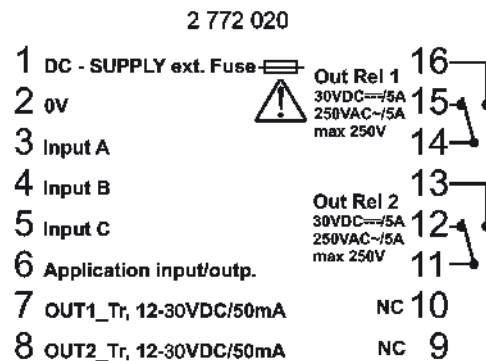 2 772 020
1 DC - SUPPLY ext. Fuse
2 0V
3 Input A
4 Input B
5 Input C
6 Application input/outp.
7 OUT1_Tr, 12-30VDC/50mA
8 OUT2_Tr, 12-30VDC/50mA
Out Rel 1
30VDC⎓/5A
250VAC~/5A
max 250V
16
15
14
Out Rel 2
30VDC⎓/5A
250VAC~/5A
max 250V
13
12
11
NC 10
NC 9